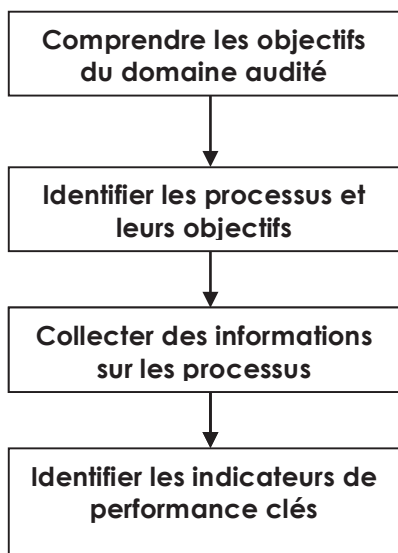 Comprendre les objectifs
du domaine audité
Identifier les processus et
leurs objectifs
Collecter des informations
sur les processus
Identifier les indicateurs de
performance clés